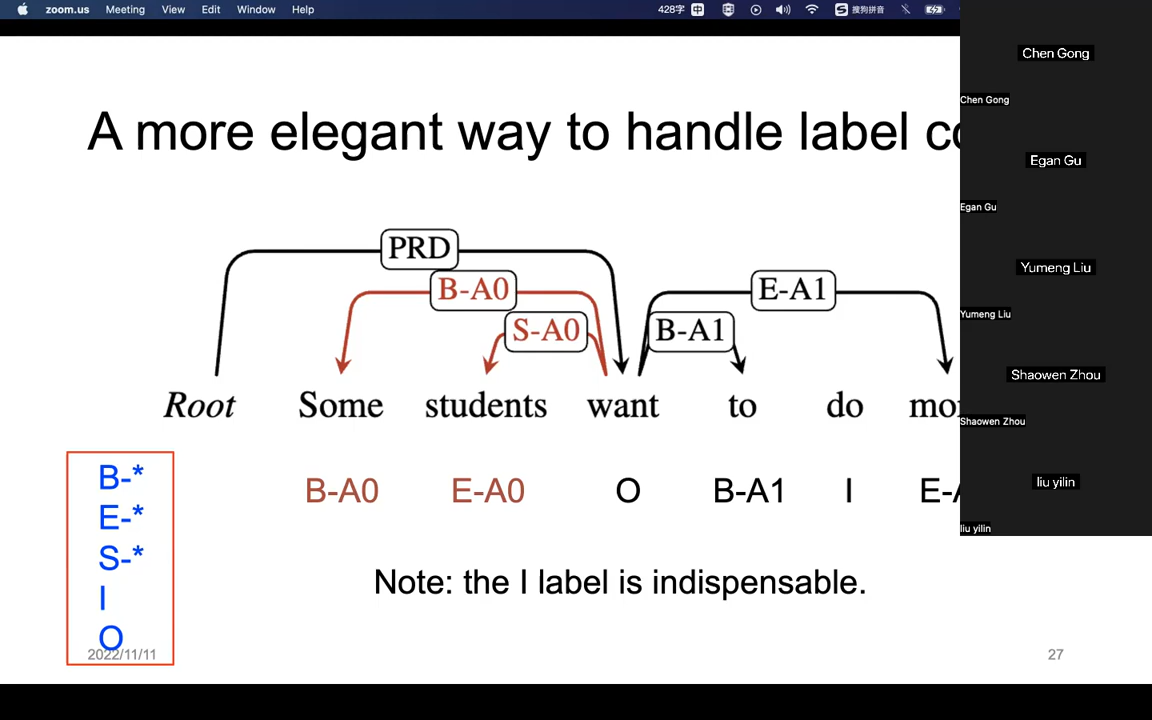 zoom.us Meeting View Edit Window Help 428字 中 S 搜狗拼音
Chen Gong
Chen Gong
A more elegant way to handle label
Egan Gu
Egan Gu
PRD
Yumeng Liu
B-A0
E-A1
Yumeng Liu
S-A0
B-A1
Shaowen Zhou
Root Some students want to do
Shaowen Zhou
B-*
liu yilin
B-A0 E-A0 O B-A1 I
E-*
liu yilin
S-*
Note: the I label is indispensable.
I
O
2022/11/11
27